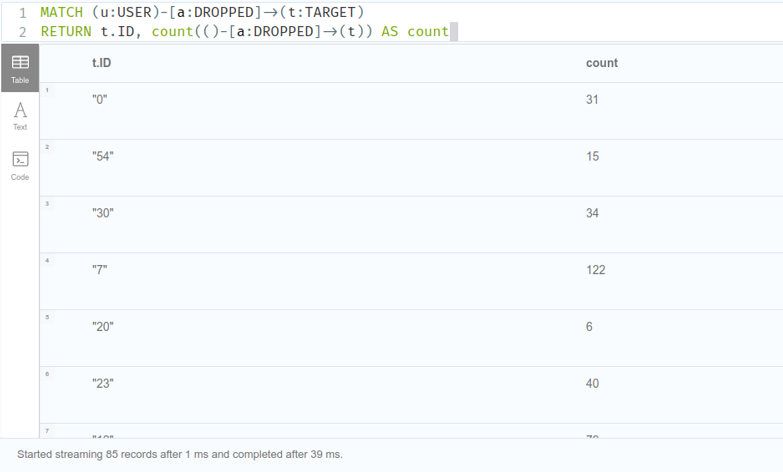 1 MATCH (u:USER)-[a:DROPPED]->(t:TARGET)
2 RETURN t.ID, count(()-[a:DROPPED]->(t)) AS count
Table
Text
Code
t.ID count
1 "0" 31
2 "54" 15
3 "30" 34
4 "7" 122
5 "20" 6
6 "23" 40
7
Started streaming 85 records after 1 ms and completed after 39 ms.